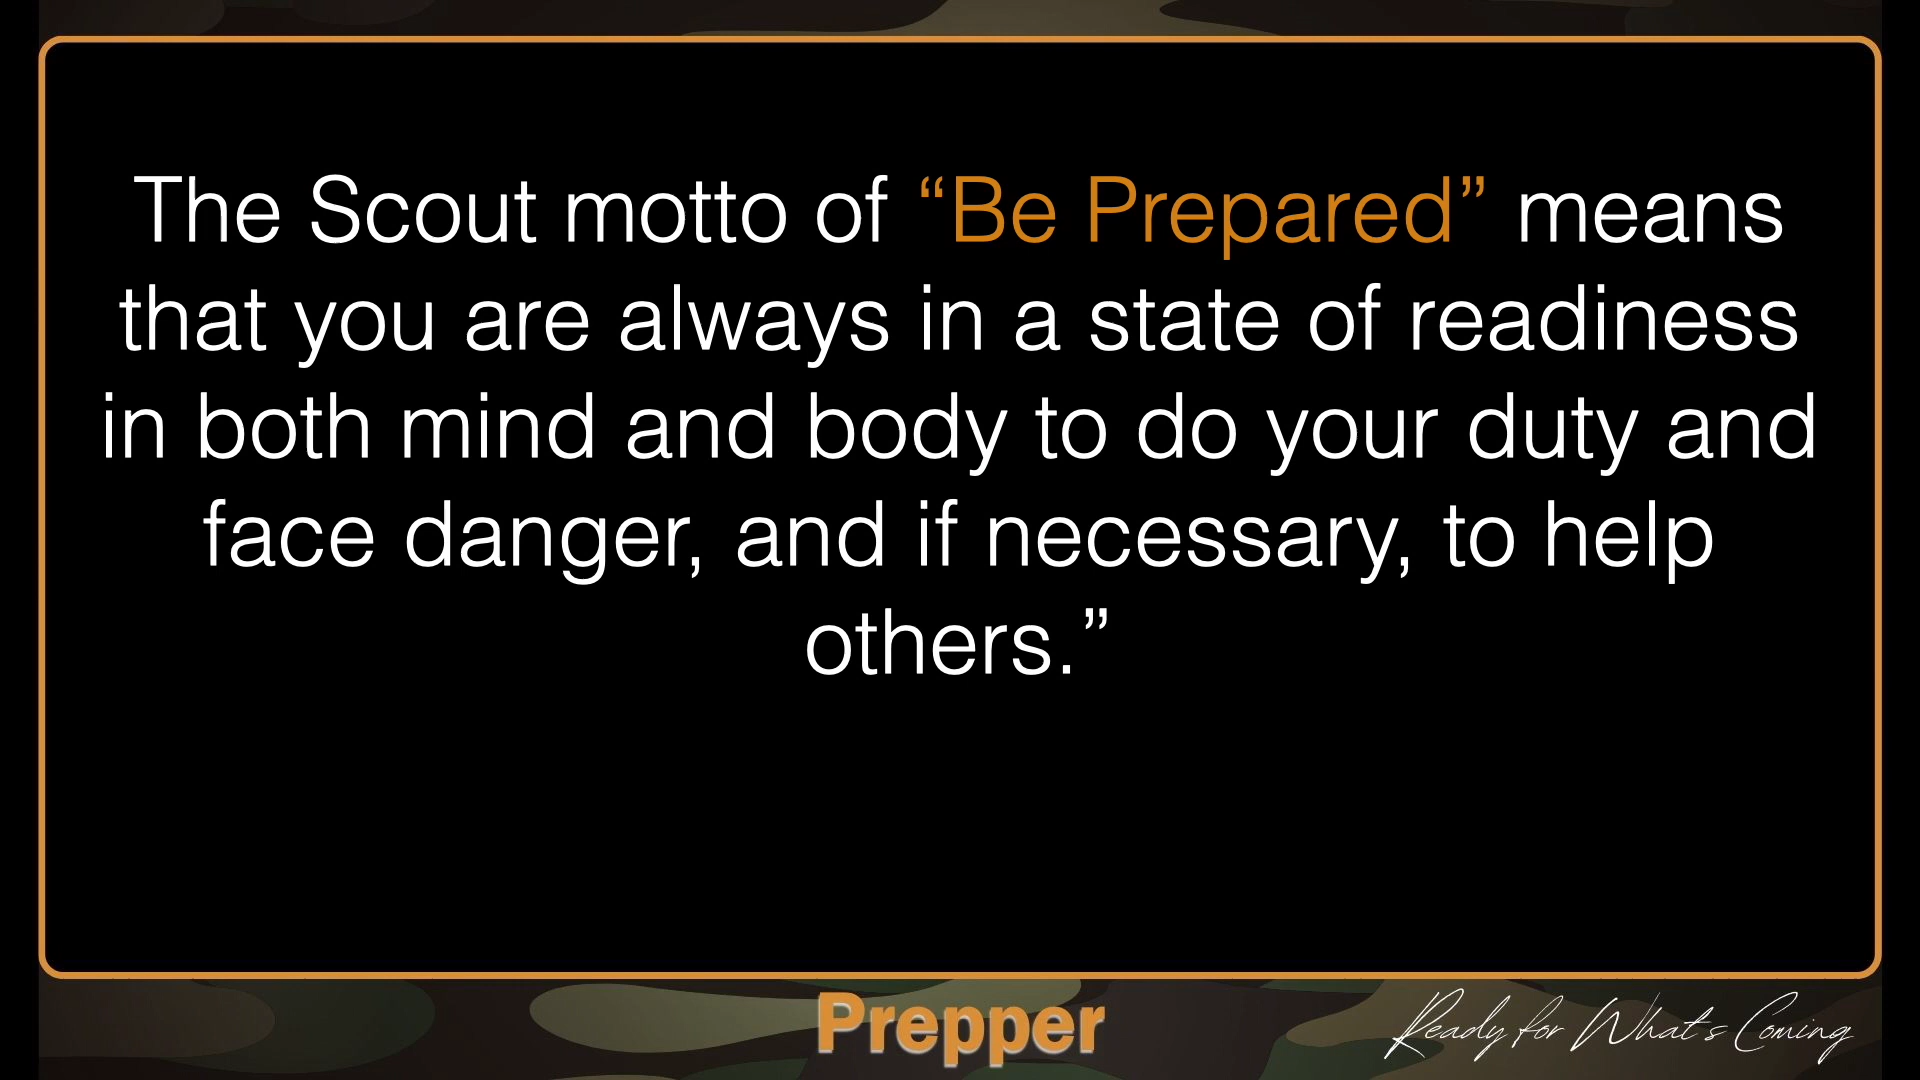 The Scout motto of “Be Prepared” means
that you are always in a state of readiness
in both mind and body to do your duty and
face danger, and if necessary, to help
others.”
Prepper
Ready for What's Coming